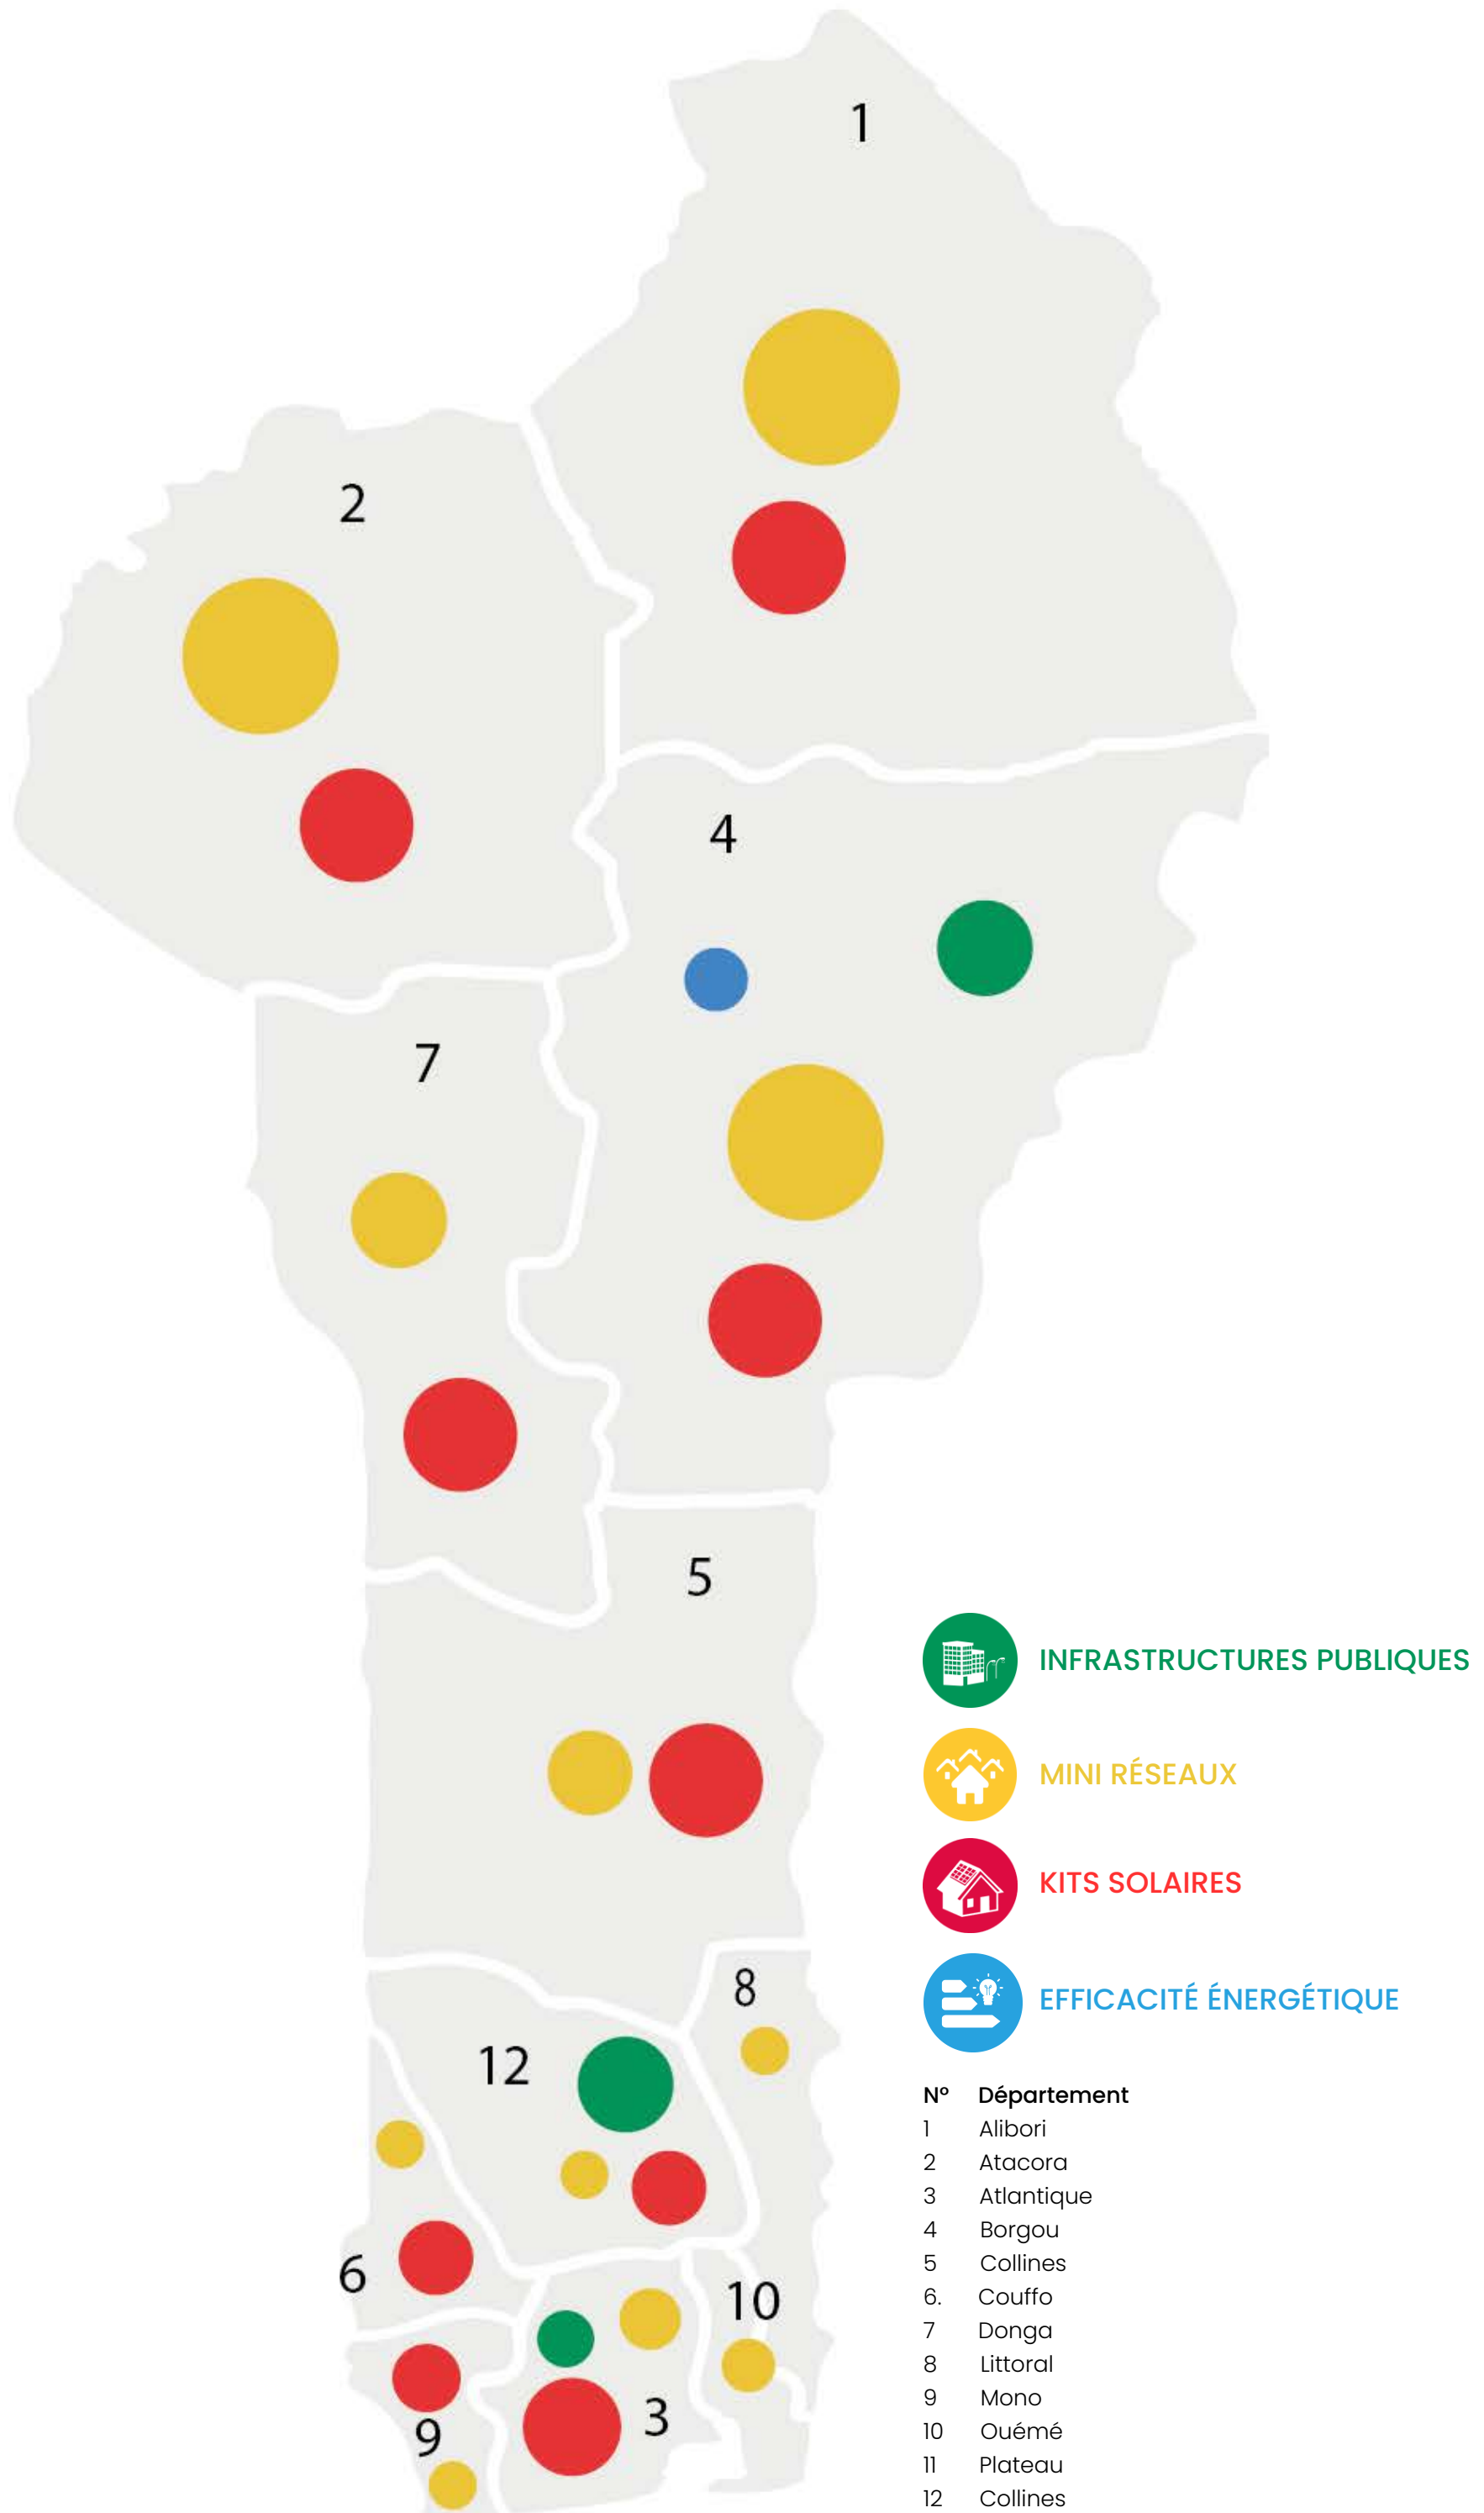 1
2
4
7
5
INFRASTRUCTURES PUBLIQUES
MINI RÉSEAUX
KITS SOLAIRES
8
EFFICACITÉ ÉNERGÉTIQUE
12
6
10
3
9
N° Département
1 Alibori
2 Atacora
3 Atlantique
4 Borgou
5 Collines
6. Couffo
7 Donga
8 Littoral
9 Mono
10 Ouémé
11 Plateau
12 Collines